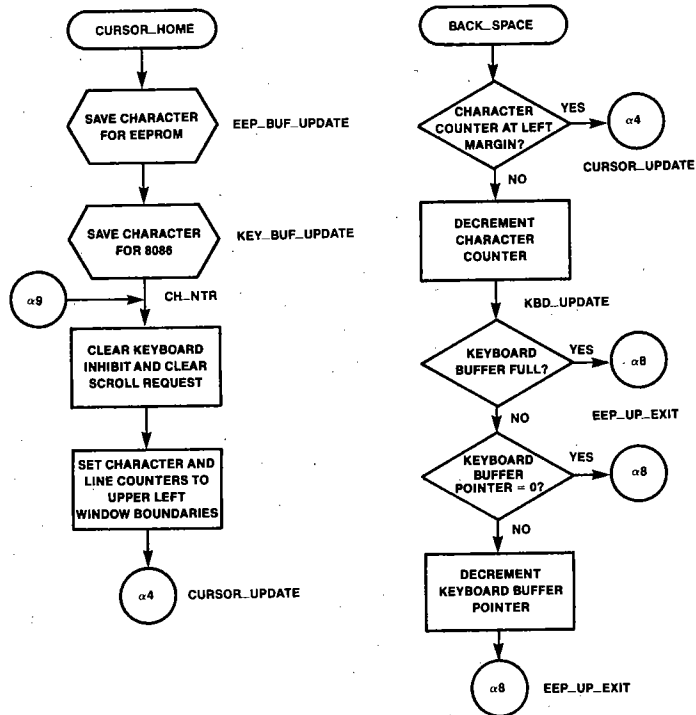 CURSOR_HOME
SAVE CHARACTER
FOR EEPROM
EEP_BUF_UPDATE
SAVE CHARACTER
FOR 8086
KEY_BUF_UPDATE
α9
CH_NTR
CLEAR KEYBOARD
INHIBIT AND CLEAR
SCROLL REQUEST
SET CHARACTER AND
LINE COUNTERS TO
UPPER LEFT
WINDOW BOUNDARIES
α4
CURSOR_UPDATE
BACK_SPACE
CHARACTER
COUNTER AT LEFT
MARGIN?
YES
α4
CURSOR_UPDATE
NO
DECREMENT
CHARACTER
COUNTER
KBD_UPDATE
KEYBOARD
BUFFER FULL?
YES
α8
EEP_UP_EXIT
NO
KEYBOARD
BUFFER
POINTER = 0?
YES
α8
NO
DECREMENT
KEYBOARD BUFFER
POINTER
α8
EEP_UP_EXIT